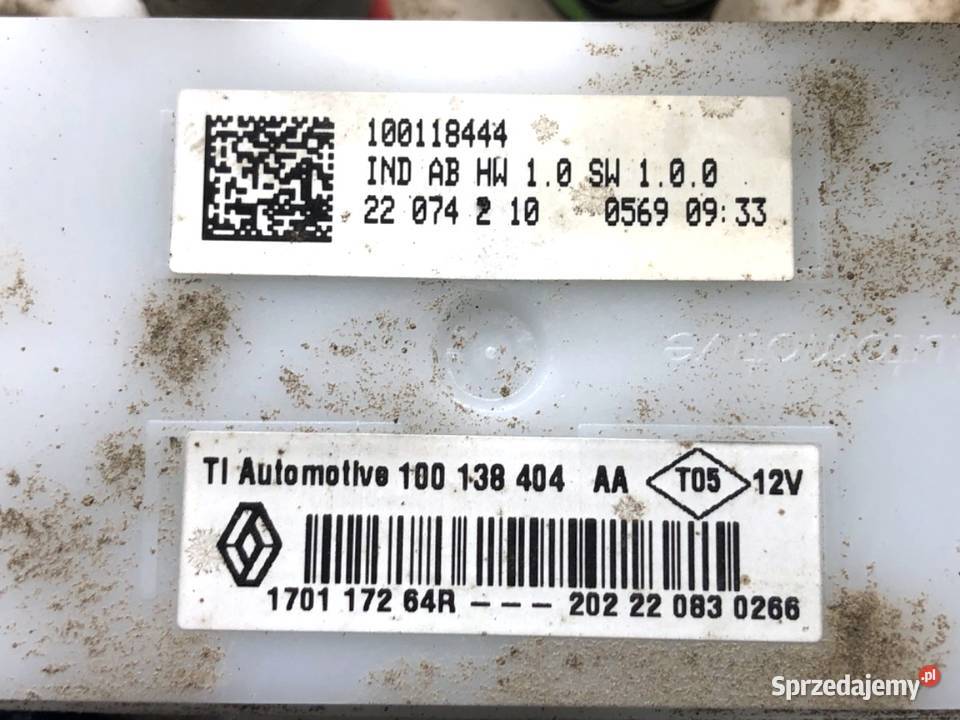 100118444
IND AB HW 1.0 SW 1.0.0
22 074 2 10 0569 09:33
utomotive
TI Automotive 100 138 404 AA T05 12V
1701 172 64R - - - 202 22 083 0266
Sprzedajemy.pl